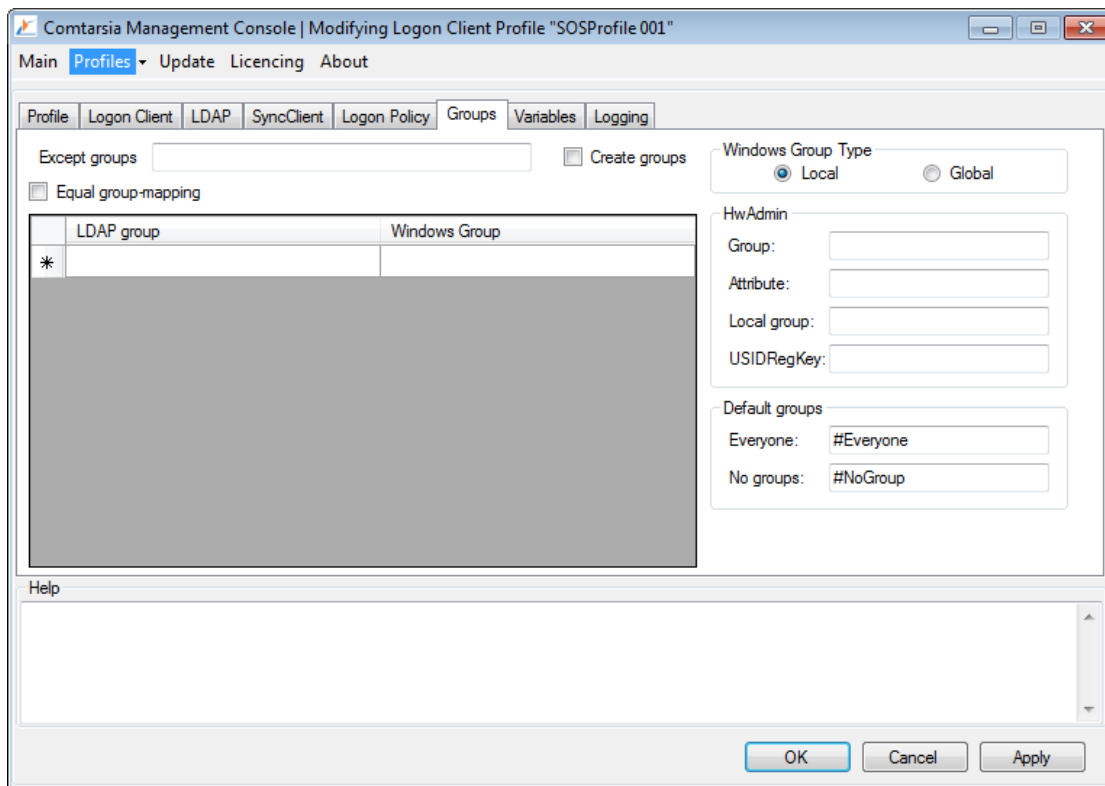 Comtarsia Management Console | Modifying Logon Client Profile "SOSProfile 001"
Main Profiles Update Licencing About
Profile Logon Client LDAP SyncClient Logon Policy Groups Variables Logging
Except groups
Create groups
Equal group-mapping
LDAP group Windows Group
Windows Group Type
Local Global
HwAdmin
Group:
Attribute:
Local group:
USIDRegKey:
Default groups
Everyone: #Everyone
No groups: #NoGroup
Help
OK Cancel Apply